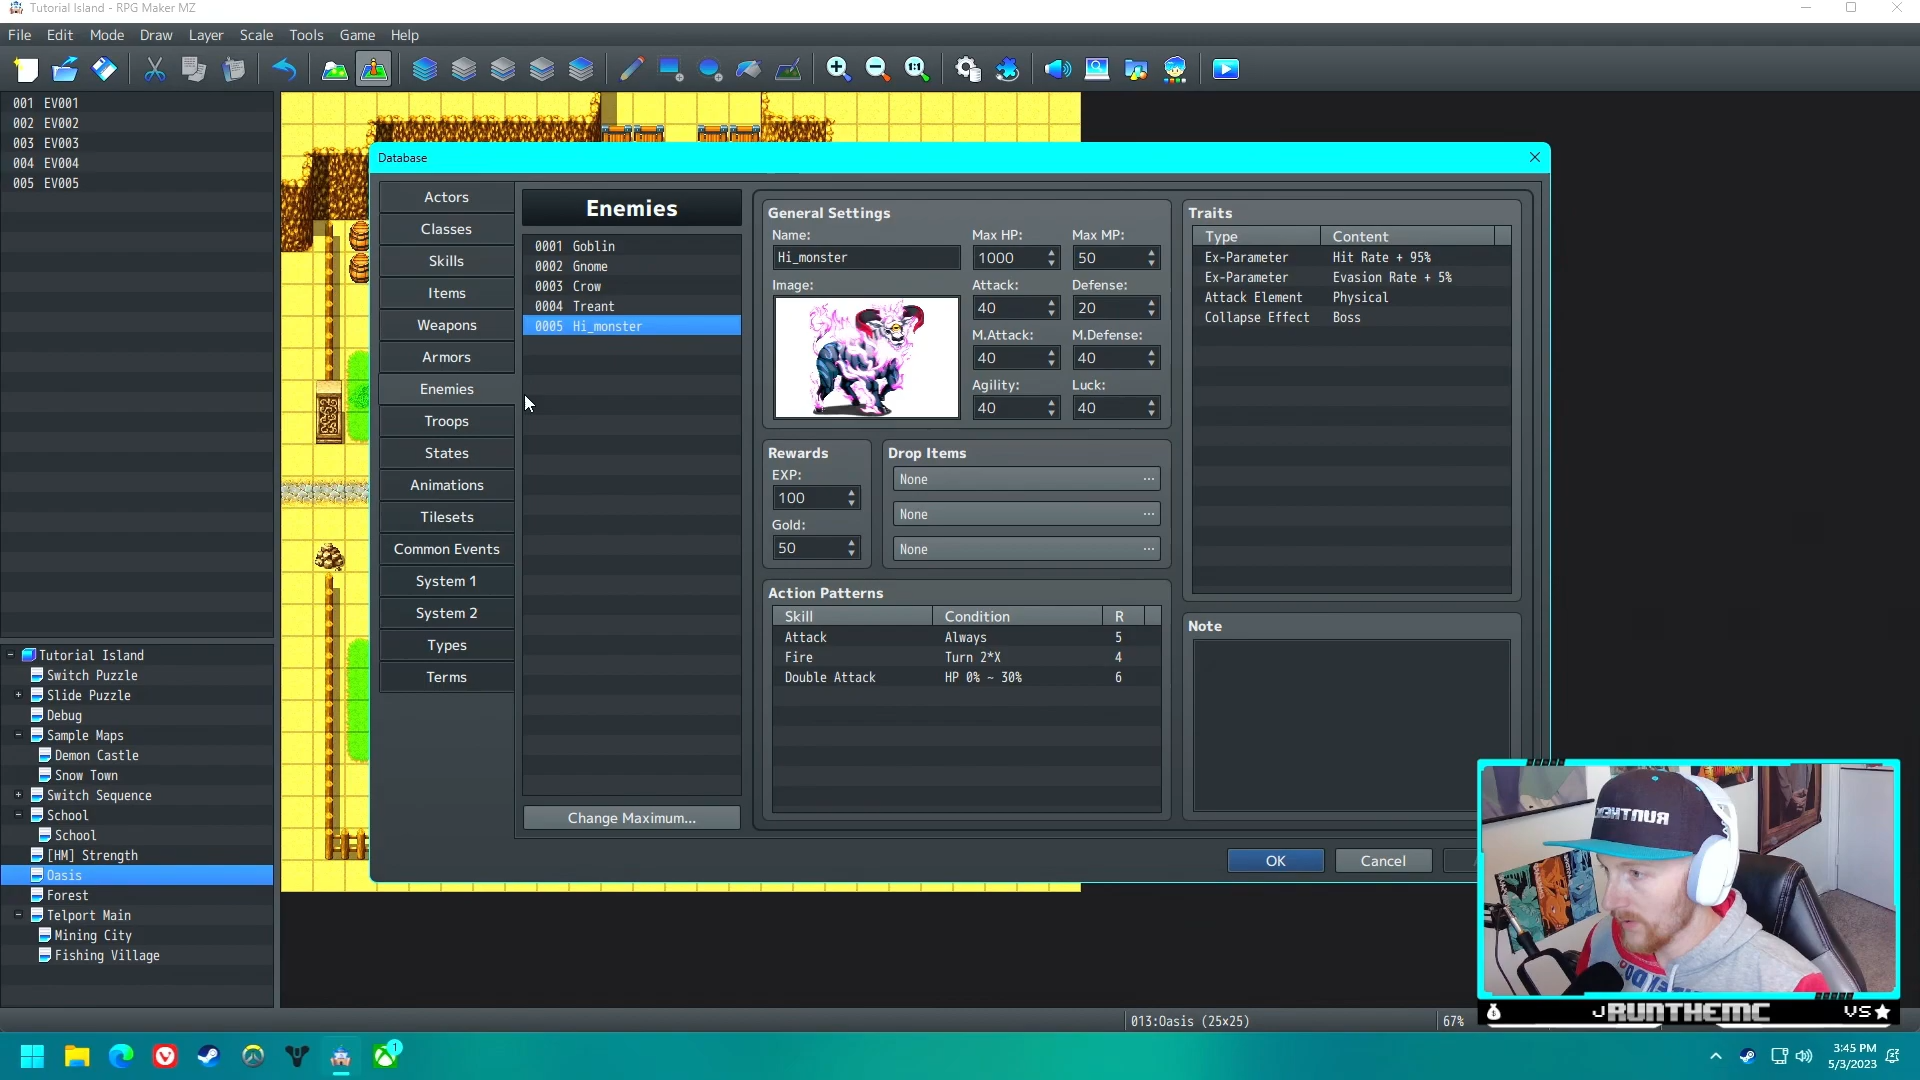 Tutorial Island - RPG Maker MZ
File Edit Mode Draw Layer Scale Tools Game Help
1:1
001 EV001
002 EV002
003 EV003
004 EV004
005 EV005
Tutorial Island
Switch Puzzle
Slide Puzzle
Debug
Sample Maps
Demon Castle
Snow Town
Switch Sequence
School
School
[HM] Strength
Oasis
Forest
Telport Main
Mining City
Fishing Village
Database
Actors
Classes
Skills
Items
Weapons
Armors
Enemies
Troops
States
Animations
Tilesets
Common Events
System 1
System 2
Types
Terms
Enemies
0001 Goblin
0002 Gnome
0003 Crow
0004 Treant
0005 Hi_monster
Change Maximum...
General Settings
Name: Max HP: Max MP:
Hi_monster 1000 50
Image: Attack: Defense:
40 20
M.Attack: M.Defense:
40 40
Agility: Luck:
40 40
Rewards
EXP:
100
Gold:
50
Drop Items
None ...
None ...
None ...
Action Patterns
Skill Condition R
Attack Always 5
Fire Turn 2*X 4
Double Attack HP 0% ~ 30% 6
Traits
Type Content
Ex-Parameter Hit Rate + 95%
Ex-Parameter Evasion Rate + 5%
Attack Element Physical
Collapse Effect Boss
Note
OK Cancel
JRUNTHEMC VS
013:Oasis (25x25) 67%
1
3:45 PM
5/3/2023